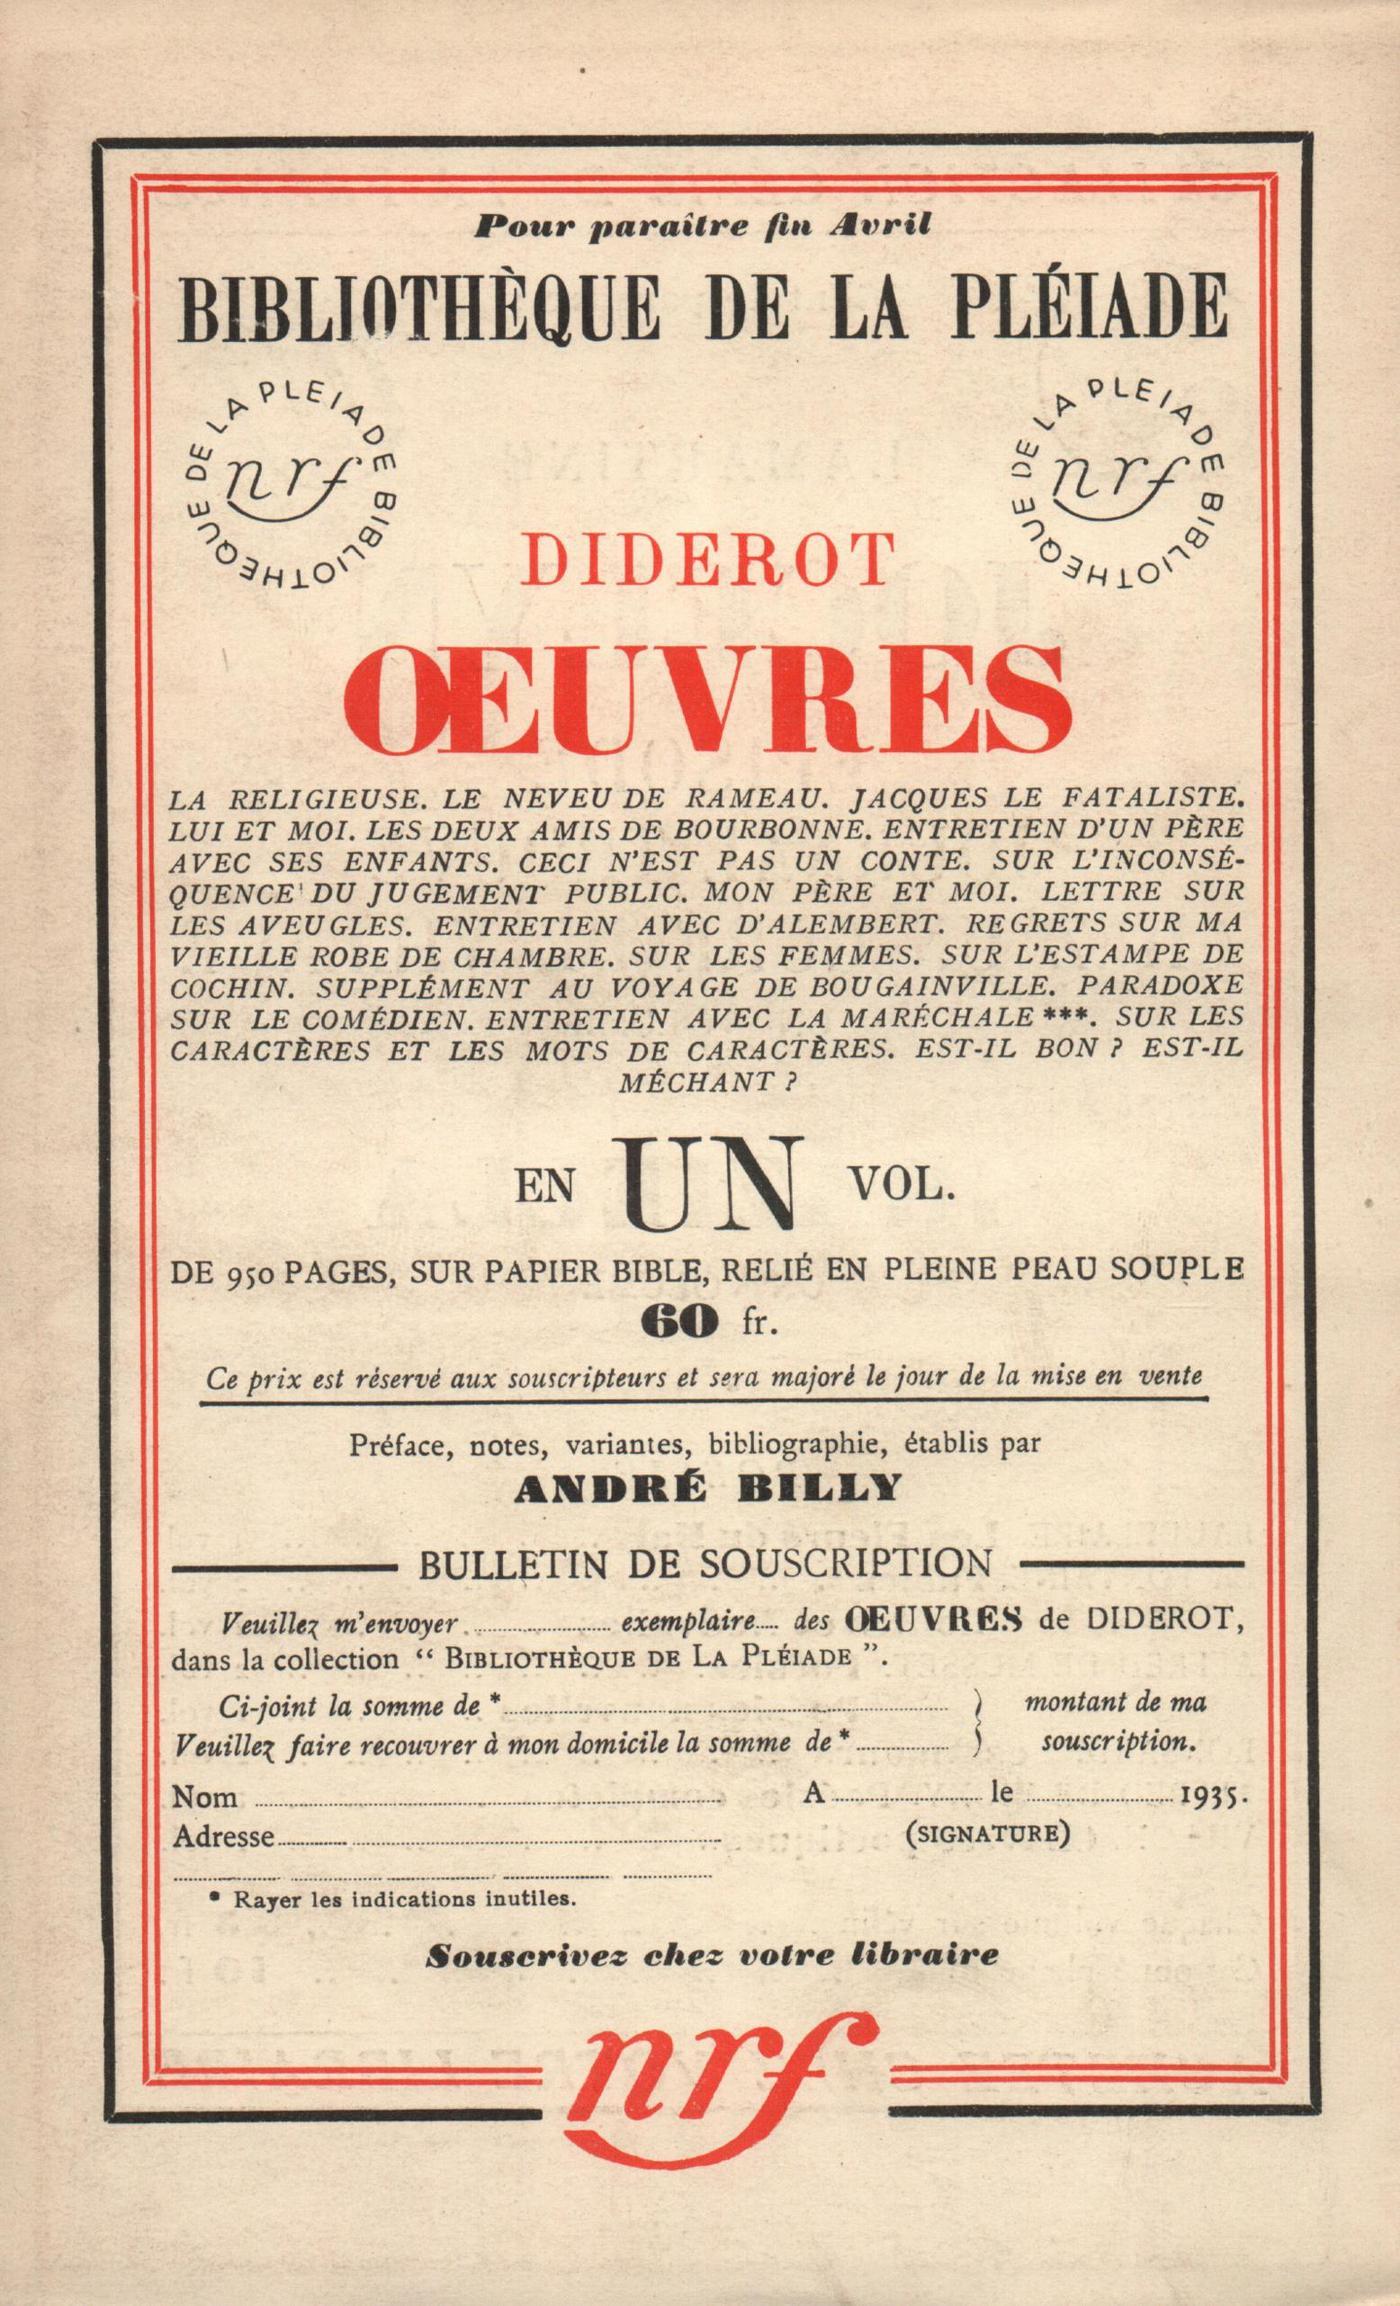 Pour paraître fin Avril
BIBLIOTHÈQUE DE LA PLÉIADE
BIBLIOTHEQUE DE LA PLEIADE
nrf
BIBLIOTHEQUE DE LA PLEIADE
nrf
DIDEROT
ŒUVRES
LA RELIGIEUSE. LE NEVEU DE RAMEAU. JACQUES LE FATALISTE.
LUI ET MOI. LES DEUX AMIS DE BOURBONNE. ENTRETIEN D'UN PÈRE
AVEC SES ENFANTS. CECI N'EST PAS UN CONTE. SUR L'INCONSÉ-
QUENCE DU JUGEMENT PUBLIC. MON PÈRE ET MOI. LETTRE SUR
LES AVEUGLES. ENTRETIEN AVEC D'ALEMBERT. REGRETS SUR MA
VIEILLE ROBE DE CHAMBRE. SUR LES FEMMES. SUR L'ESTAMPE DE
COCHIN. SUPPLÉMENT AU VOYAGE DE BOUGAINVILLE. PARADOXE
SUR LE COMÉDIEN. ENTRETIEN AVEC LA MARÉCHALE ***. SUR LES
CARACTÈRES ET LES MOTS DE CARACTÈRES. EST-IL BON ? EST-IL
MÉCHANT ?
EN UN VOL.
DE 950 PAGES, SUR PAPIER BIBLE, RELIÉ EN PLEINE PEAU SOUPLE
60 fr.
Ce prix est réservé aux souscripteurs et sera majoré le jour de la mise en vente
Préface, notes, variantes, bibliographie, établis par
ANDRÉ BILLY
BULLETIN DE SOUSCRIPTION
Veuillez m'envoyer ........ exemplaire.... des ŒUVRES de DIDEROT,
dans la collection “ BIBLIOTHÈQUE DE LA PLÉIADE ”.
Ci-joint la somme de * ........ } montant de ma
Veuillez faire recouvrer à mon domicile la somme de * ........ } souscription.
Nom ........ A ........ le ........ 1935.
Adresse ........ (SIGNATURE)
* Rayer les indications inutiles.
Souscrivez chez votre libraire
nrf